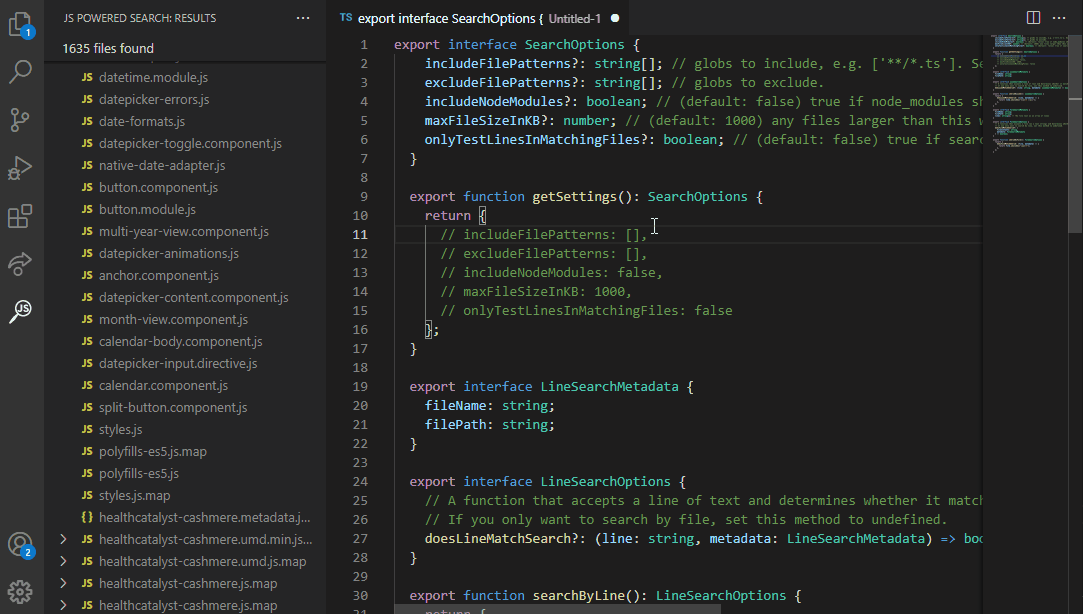 JS POWERED SEARCH: RESULTS
1635 files found
JS datetime.module.js
JS datepicker-errors.js
JS date-formats.js
JS datepicker-toggle.component.js
JS native-date-adapter.js
JS button.component.js
JS button.module.js
JS multi-year-view.component.js
JS datepicker-animations.js
JS anchor.component.js
JS datepicker-content.component.js
JS month-view.component.js
JS calendar-body.component.js
JS datepicker-input.directive.js
JS calendar.component.js
JS split-button.component.js
JS styles.js
JS polyfills-es5.js.map
JS polyfills-es5.js
JS styles.js.map
{} healthcatalyst-cashmere.metadata.j...
JS healthcatalyst-cashmere.umd.min.js...
JS healthcatalyst-cashmere.umd.js.map
JS healthcatalyst-cashmere.js.map
JS healthcatalyst-cashmere.js.map
1
JS
2
TS export interface SearchOptions { Untitled-1
1 export interface SearchOptions {
2 includeFilePatterns?: string[]; // globs to include, e.g. ['**/*.ts']. Se
3 excludeFilePatterns?: string[]; // globs to exclude.
4 includeNodeModules?: boolean; // (default: false) true if node_modules sh
5 maxFileSizeInKB?: number; // (default: 1000) any files larger than this w
6 onlyTestLinesInMatchingFiles?: boolean; // (default: false) true if sear
7 }
8
9 export function getSettings(): SearchOptions {
10 return {
11 // includeFilePatterns: [],
12 // excludeFilePatterns: [],
13 // includeNodeModules: false,
14 // maxFileSizeInKB: 1000,
15 // onlyTestLinesInMatchingFiles: false
16 };
17 }
18
19 export interface LineSearchMetadata {
20 fileName: string;
21 filePath: string;
22 }
23
24 export interface LineSearchOptions {
25 // A function that accepts a line of text and determines whether it matc
26 // If you only want to search by file, set this method to undefined.
27 doesLineMatchSearch?: (line: string, metadata: LineSearchMetadata) => boo
28 }
29
30 export function searchByLine(): LineSearchOptions {
31 return {